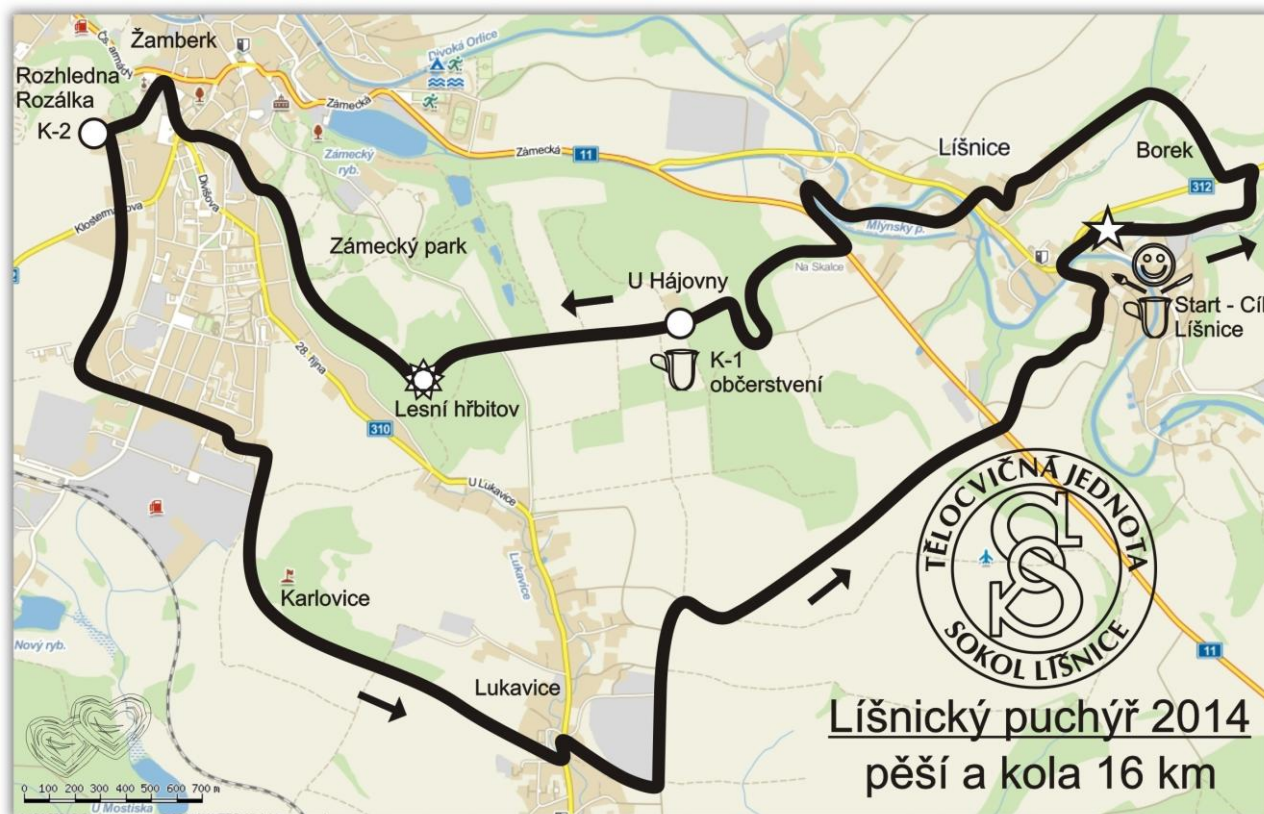 Žamberk
Čs. armády
Divoká Orlice
Rozhledna
Rozálka
K-2
Zámecká
Zámecký
ryb.
Zámecká
11
Líšnice
Borek
312
Mlýnský p.
Divišova
Klostermanova
Zámecký park
Na Skalce
U Hájovny
Start - Cíl
Líšnice
K-1
občerstvení
28. října
Lesní hřbitov
310
U Lukavice
Lukavice
TĚLOCVIČNÁ JEDNOTA
SOKOL LÍŠNICE
Karlovice
Nový ryb.
11
Lukavice
Líšnický puchýř 2014
pěší a kola 16 km
0 100 200 300 400 500 600 700 m
U Mostiska